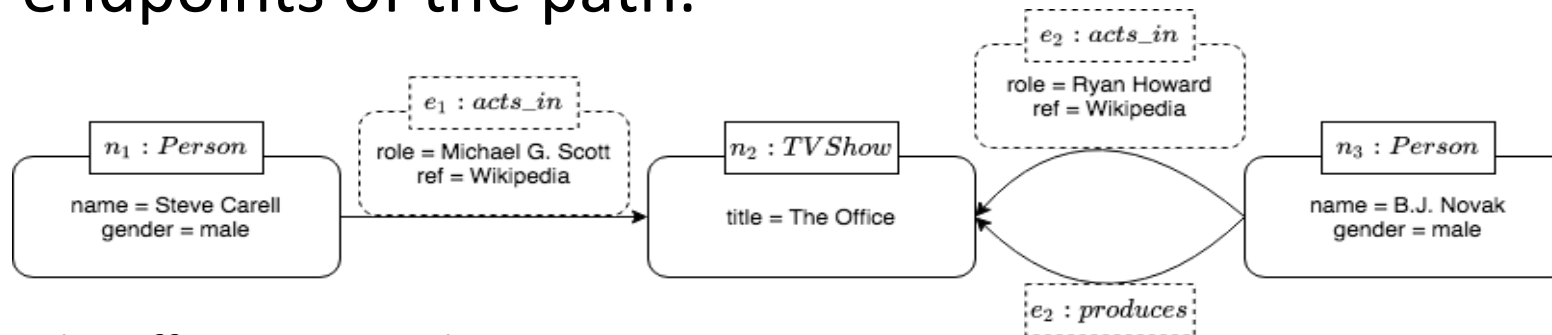 endpoints of the path.
e₂ : acts_in
role = Ryan Howard
ref = Wikipedia
e₁ : acts_in
role = Michael G. Scott
ref = Wikipedia
n₁ : Person
name = Steve Carell
gender = male
n₂ : TVShow
title = The Office
n₃ : Person
name = B.J. Novak
gender = male
e₂ : produces